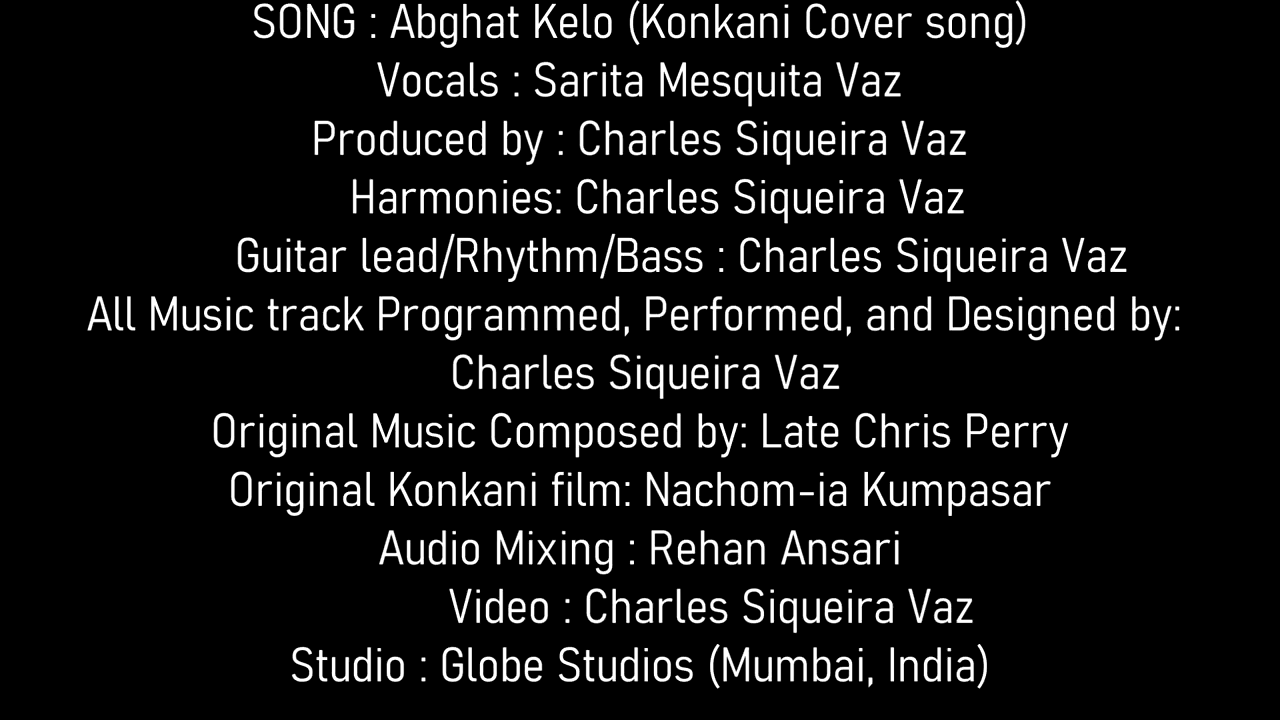 SONG : Abghat Kelo (Konkani Cover song)
Vocals : Sarita Mesquita Vaz
Produced by : Charles Siqueira Vaz
Harmonies: Charles Siqueira Vaz
Guitar lead/Rhythm/Bass : Charles Siqueira Vaz
All Music track Programmed, Performed, and Designed by:
Charles Siqueira Vaz
Original Music Composed by: Late Chris Perry
Original Konkani film: Nachom-ia Kumpasar
Audio Mixing : Rehan Ansari
Video : Charles Siqueira Vaz
Studio : Globe Studios (Mumbai, India)